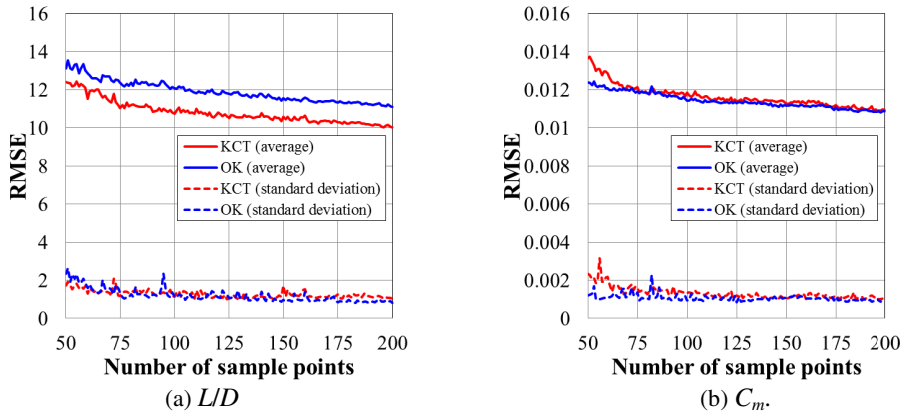 16
14
12
10
8
6
4
2
0
RMSE
KCT (average)
OK (average)
KCT (standard deviation)
OK (standard deviation)
50 75 100 125 150 175 200
Number of sample points
(a) L/D
0.016
0.014
0.012
0.01
0.008
0.006
0.004
0.002
0
RMSE
KCT (average)
OK (average)
KCT (standard deviation)
OK (standard deviation)
50 75 100 125 150 175 200
Number of sample points
(b) Cm.